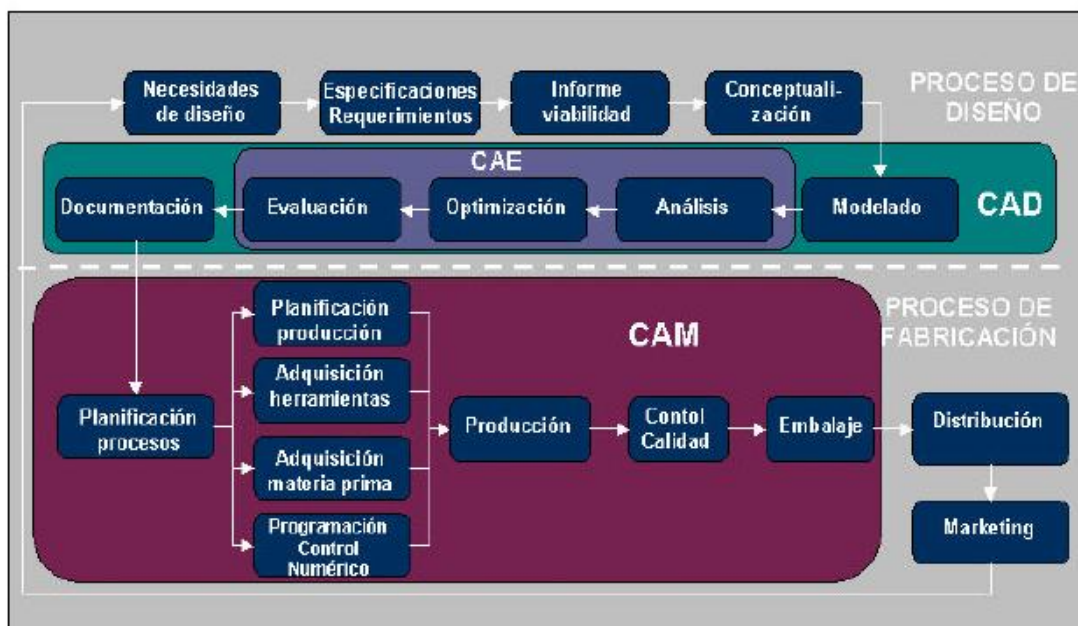 Necesidades
de diseño
Especificaciones
Requerimientos
Informe
viabilidad
Conceptuali-
zación
PROCESO DE
DISEÑO
CAE
Documentación
Evaluación
Optimización
Análisis
Modelado
CAD
PROCESO DE
FABRICACIÓN
CAM
Planificación
procesos
Planificación
producción
Adquisición
herramientas
Adquisición
materia prima
Programación
Control
Numérico
Producción
Contol
Calidad
Embalaje
Distribución
Marketing